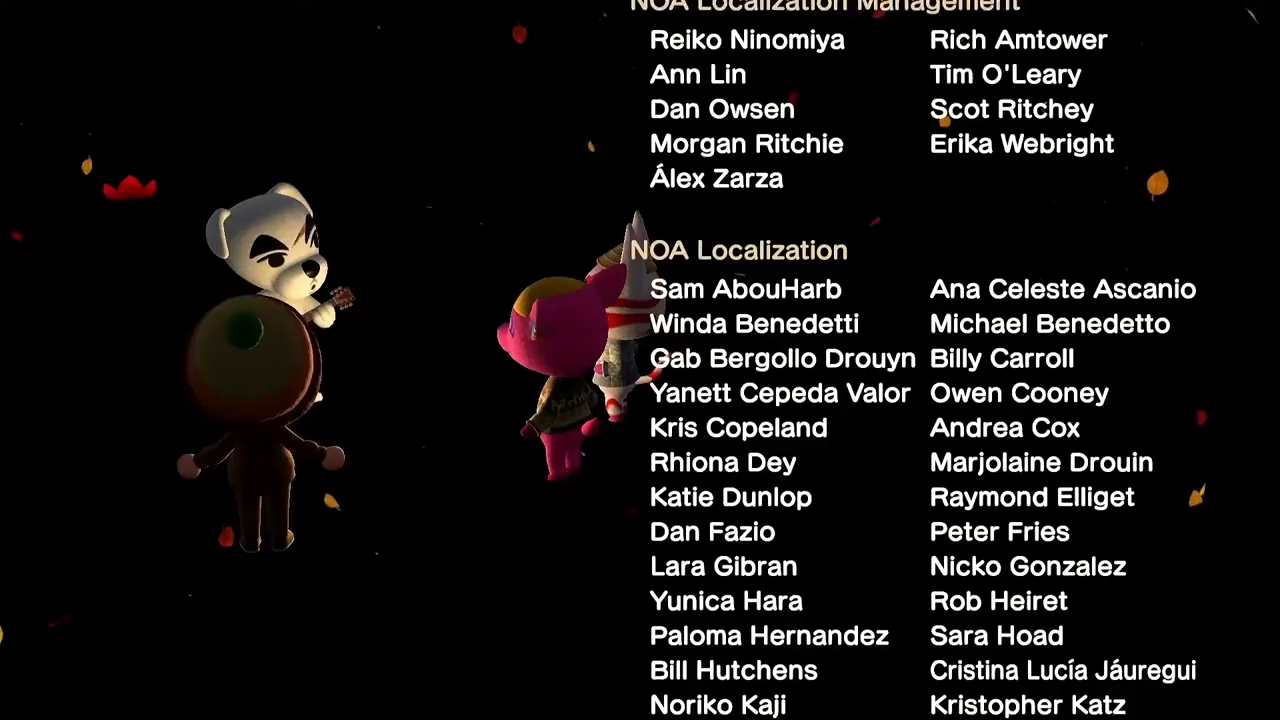 NOA Localization Management
Reiko Ninomiya Rich Amtower
Ann Lin Tim O'Leary
Dan Owsen Scot Ritchey
Morgan Ritchie Erika Webright
Álex Zarza
NOA Localization
Sam AbouHarb Ana Celeste Ascanio
Winda Benedetti Michael Benedetto
Gab Bergollo Drouyn Billy Carroll
Yanett Cepeda Valor Owen Cooney
Kris Copeland Andrea Cox
Rhiona Dey Marjolaine Drouin
Katie Dunlop Raymond Elliget
Dan Fazio Peter Fries
Lara Gibran Nicko Gonzalez
Yunica Hara Rob Heiret
Paloma Hernandez Sara Hoad
Bill Hutchens Cristina Lucía Jáuregui
Noriko Kaji Kristopher Katz